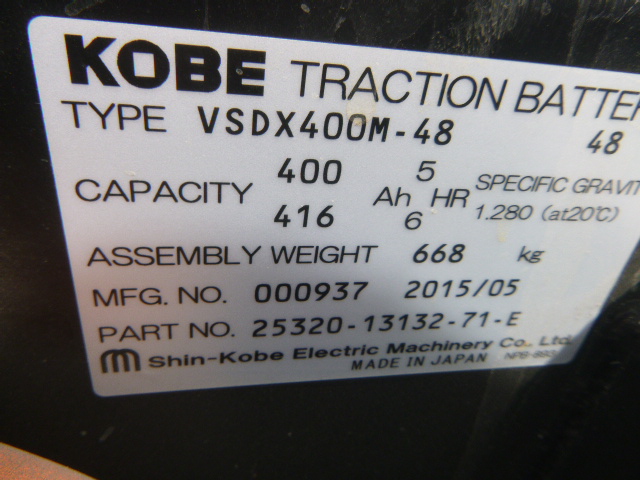 KOBE TRACTION BATTER
TYPE VSDX400M-48 48
400 5
CAPACITY Ah HR SPECIFIC GRAVIT
416 6 1.280 (at20℃)
ASSEMBLY WEIGHT 668 kg
MFG. NO. 000937 2015/05
PART NO. 25320-13132-71-E
m Shin-Kobe Electric Machinery Co., Ltd.
MADE IN JAPAN